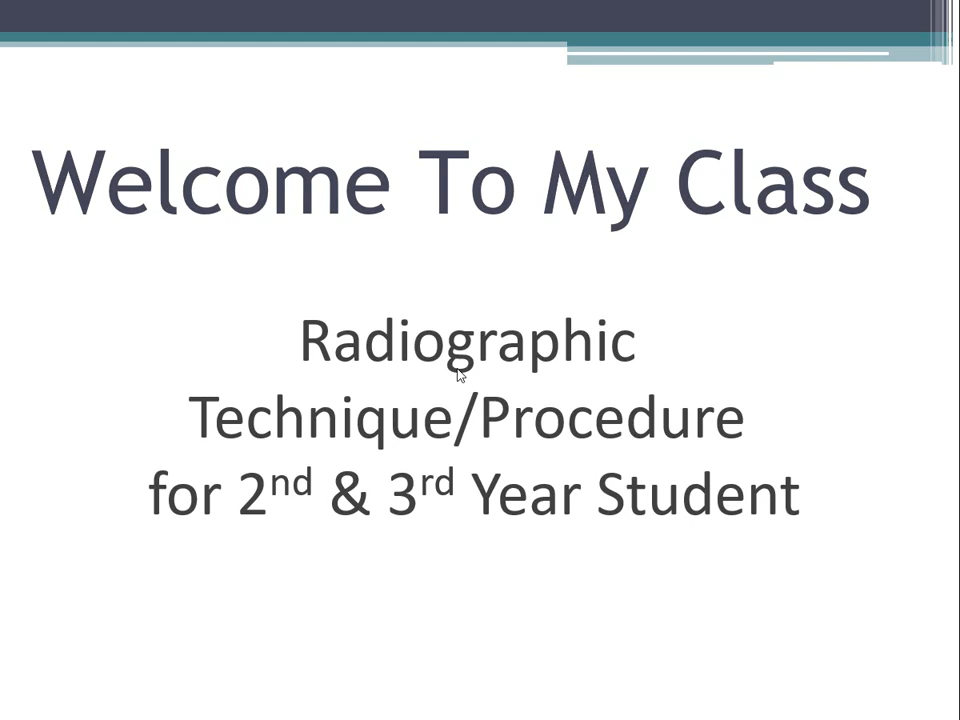 Welcome To My Class
Radiographic
Technique/Procedure
for 2nd & 3rd Year Student